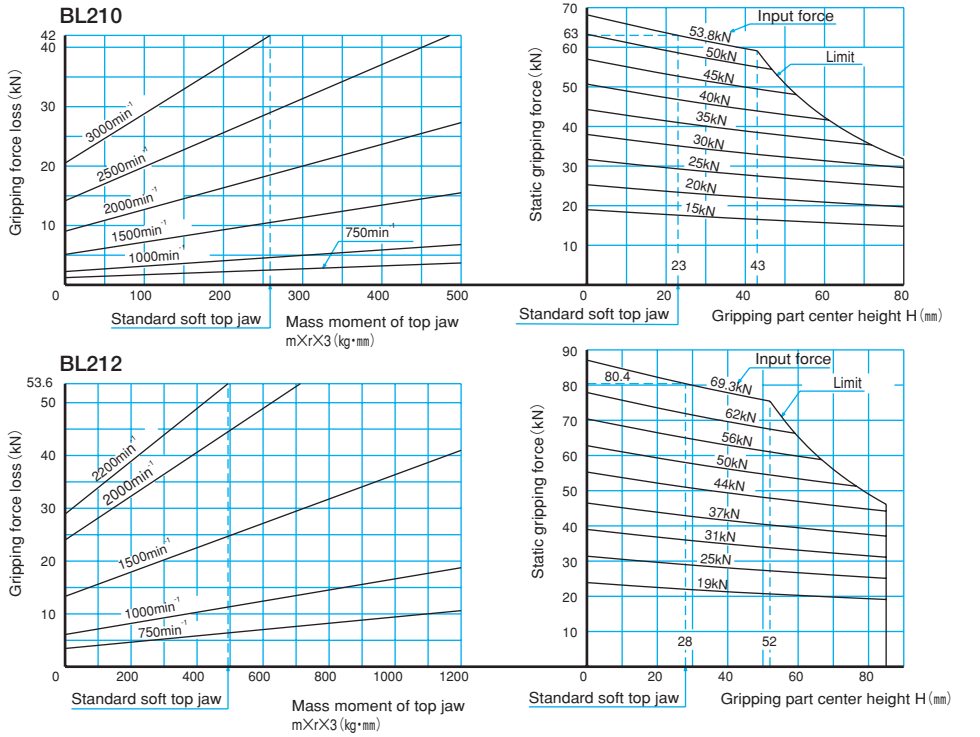 BL210
Gripping force loss (kN)
42
40
30
20
10
3000min⁻¹
2500min⁻¹
2000min⁻¹
1500min⁻¹
1000min⁻¹
750min⁻¹
0 100 200 300 400 500
Standard soft top jaw
Mass moment of top jaw
m×r×3 (kg·mm)
Static gripping force (kN)
70
63
60
50
40
30
20
10
Input force
Limit
53.8kN
50kN
45kN
40kN
35kN
30kN
25kN
20kN
15kN
23 43
0 20 40 60 80
Standard soft top jaw
Gripping part center height H (mm)
BL212
Gripping force loss (kN)
53.6
50
40
30
20
10
2200min⁻¹
2000min⁻¹
1500min⁻¹
1000min⁻¹
750min⁻¹
0 200 400 600 800 1000 1200
Standard soft top jaw
Mass moment of top jaw
m×r×3 (kg·mm)
Static gripping force (kN)
90
80
70
60
50
40
30
20
10
80.4
Input force
Limit
69.3kN
62kN
56kN
50kN
44kN
37kN
31kN
25kN
19kN
28 52
0 20 40 60 80
Standard soft top jaw
Gripping part center height H (mm)